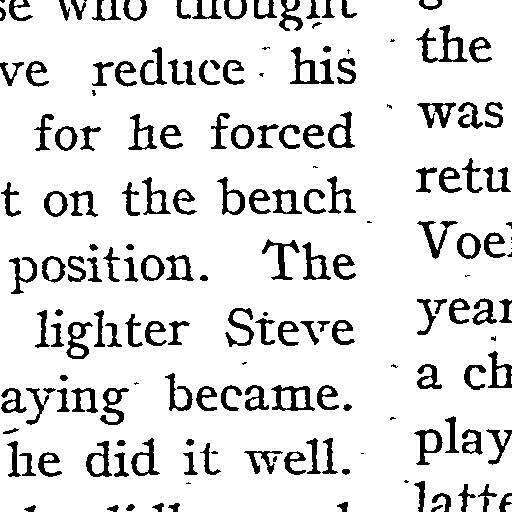 se who thought
ve reduce his
for he forced
t on the bench
position. The
lighter Steve
aying became.
he did it well.
the
was
retu
Voel
year
a ch
play
latte